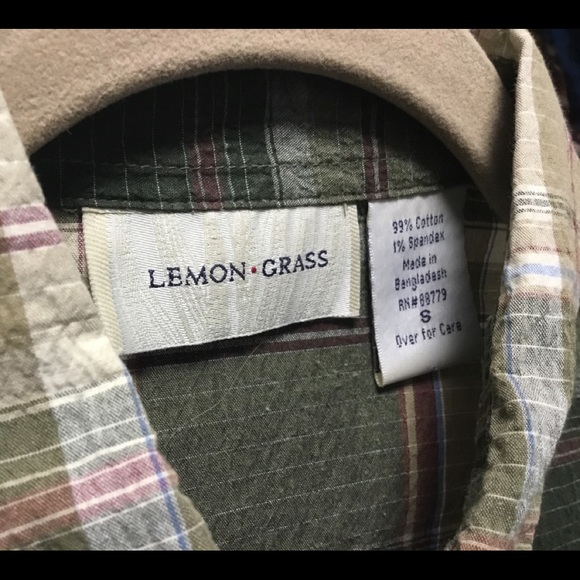 LEMON • GRASS
99% Cotton
1% Spandex
Made in
Bangladesh
RN#88779
S
Over for Care